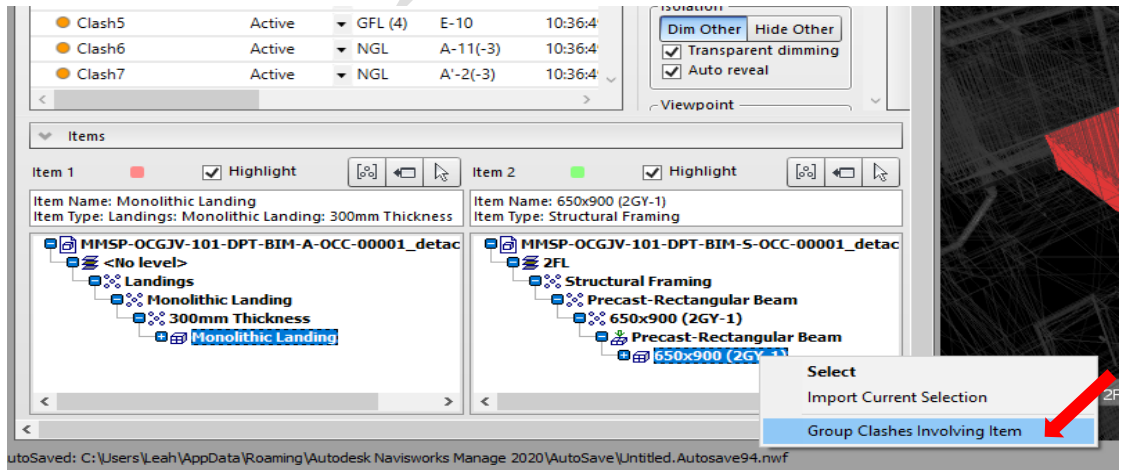 Isolation
Clash5 Active GFL (4) E-10 10:36:4
Dim Other Hide Other
Clash6 Active NGL A-11(-3) 10:36:4
Transparent dimming
Clash7 Active NGL A'-2(-3) 10:36:4
Auto reveal
Viewpoint
Items
Item 1 Highlight Item 2 Highlight
Item Name: Monolithic Landing
Item Type: Landings: Monolithic Landing: 300mm Thickness
Item Name: 650x900 (2GY-1)
Item Type: Structural Framing
MMSP-OCGJV-101-DPT-BIM-A-OCC-00001_detac
<No level>
Landings
Monolithic Landing
300mm Thickness
Monolithic Landing
MMSP-OCGJV-101-DPT-BIM-S-OCC-00001_detac
2FL
Structural Framing
Precast-Rectangular Beam
650x900 (2GY-1)
Precast-Rectangular Beam
650x900 (2GY-1)
Select
Import Current Selection
2F
Group Clashes Involving Item
utoSaved: C:\Users\Leah\AppData\Roaming\Autodesk Navisworks Manage 2020\AutoSave\Untitled.Autosave94.nwf